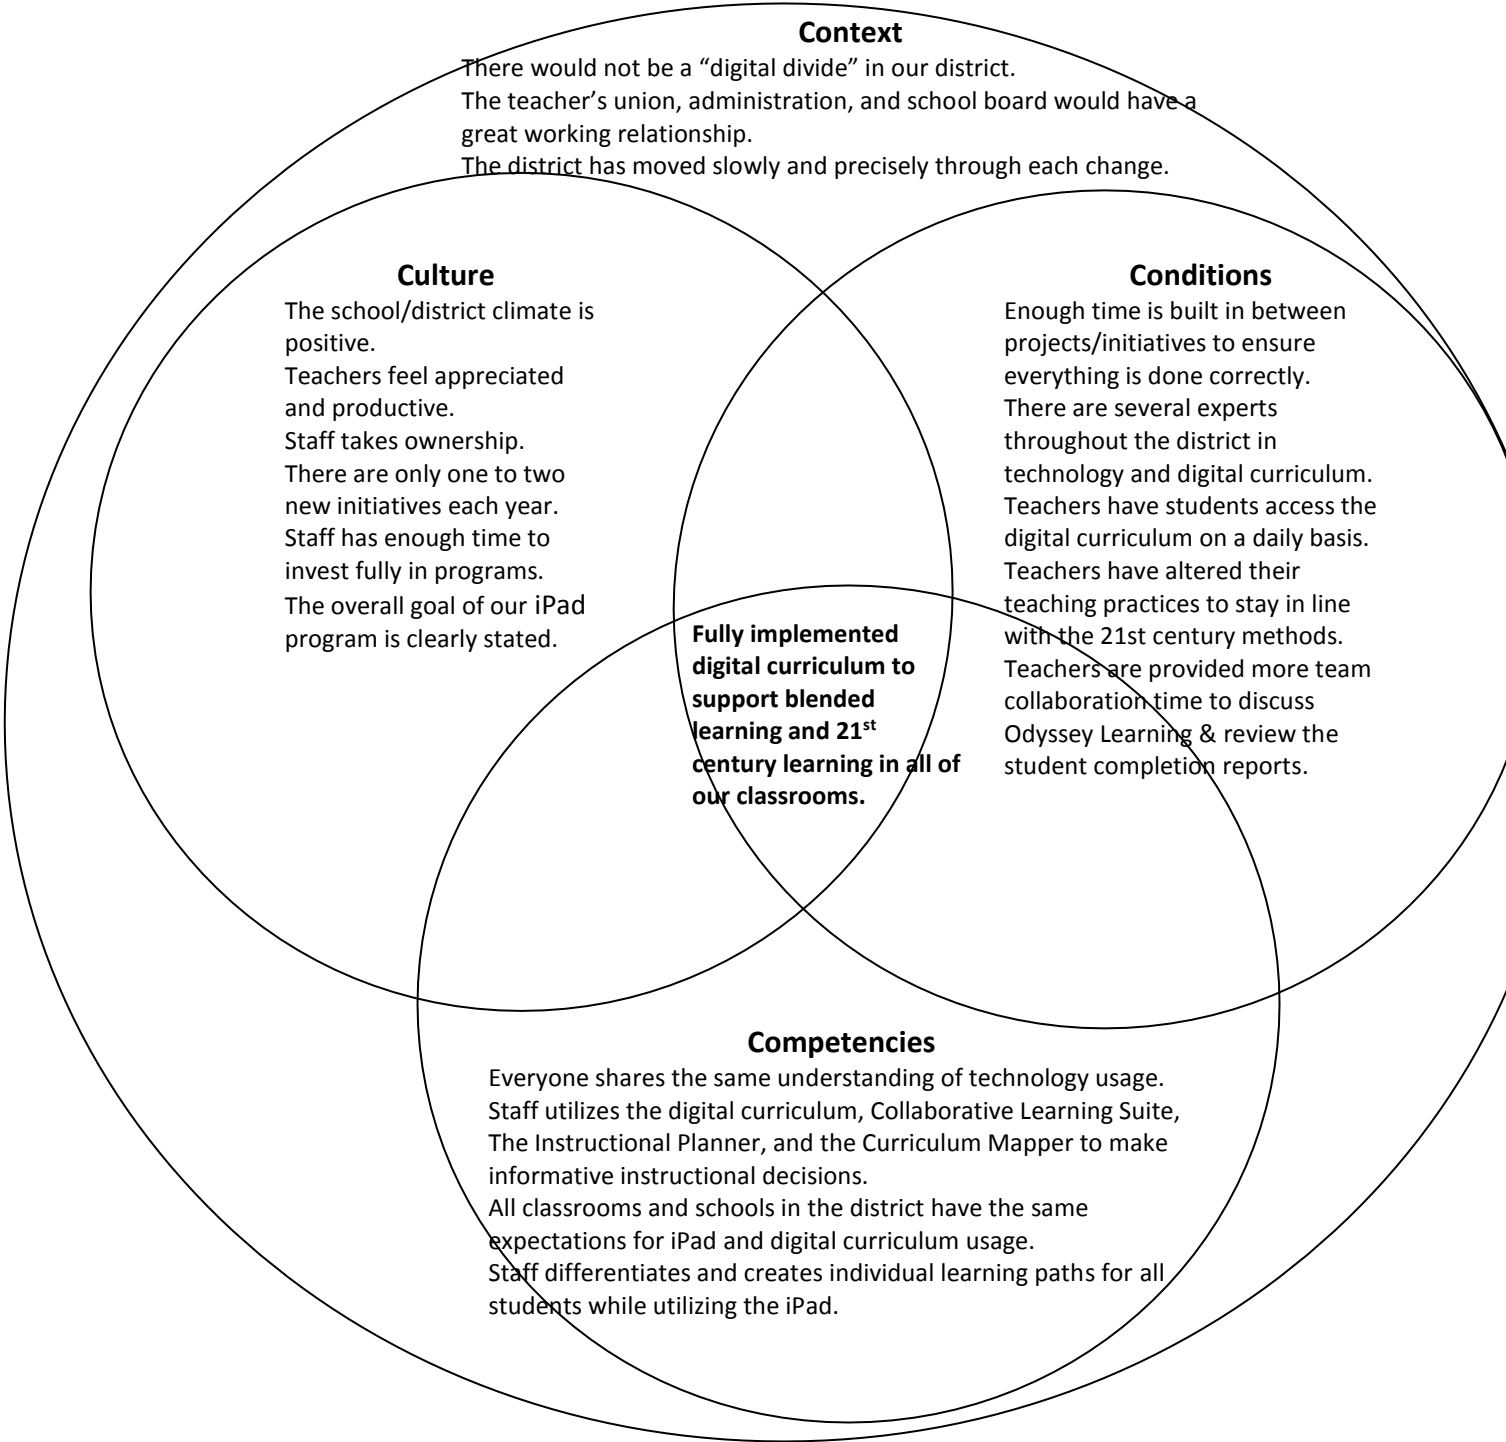 Context
There would not be a “digital divide” in our district.
The teacher’s union, administration, and school board would have a
great working relationship.
The district has moved slowly and precisely through each change.
Culture
The school/district climate is
positive.
Teachers feel appreciated
and productive.
Staff takes ownership.
There are only one to two
new initiatives each year.
Staff has enough time to
invest fully in programs.
The overall goal of our iPad
program is clearly stated.
Conditions
Enough time is built in between
projects/initiatives to ensure
everything is done correctly.
There are several experts
throughout the district in
technology and digital curriculum.
Teachers have students access the
digital curriculum on a daily basis.
Teachers have altered their
teaching practices to stay in line
with the 21st century methods.
Teachers are provided more team
collaboration time to discuss
Odyssey Learning & review the
student completion reports.
Fully implemented
digital curriculum to
support blended
learning and 21st
century learning in all of
our classrooms.
Competencies
Everyone shares the same understanding of technology usage.
Staff utilizes the digital curriculum, Collaborative Learning Suite,
The Instructional Planner, and the Curriculum Mapper to make
informative instructional decisions.
All classrooms and schools in the district have the same
expectations for iPad and digital curriculum usage.
Staff differentiates and creates individual learning paths for all
students while utilizing the iPad.